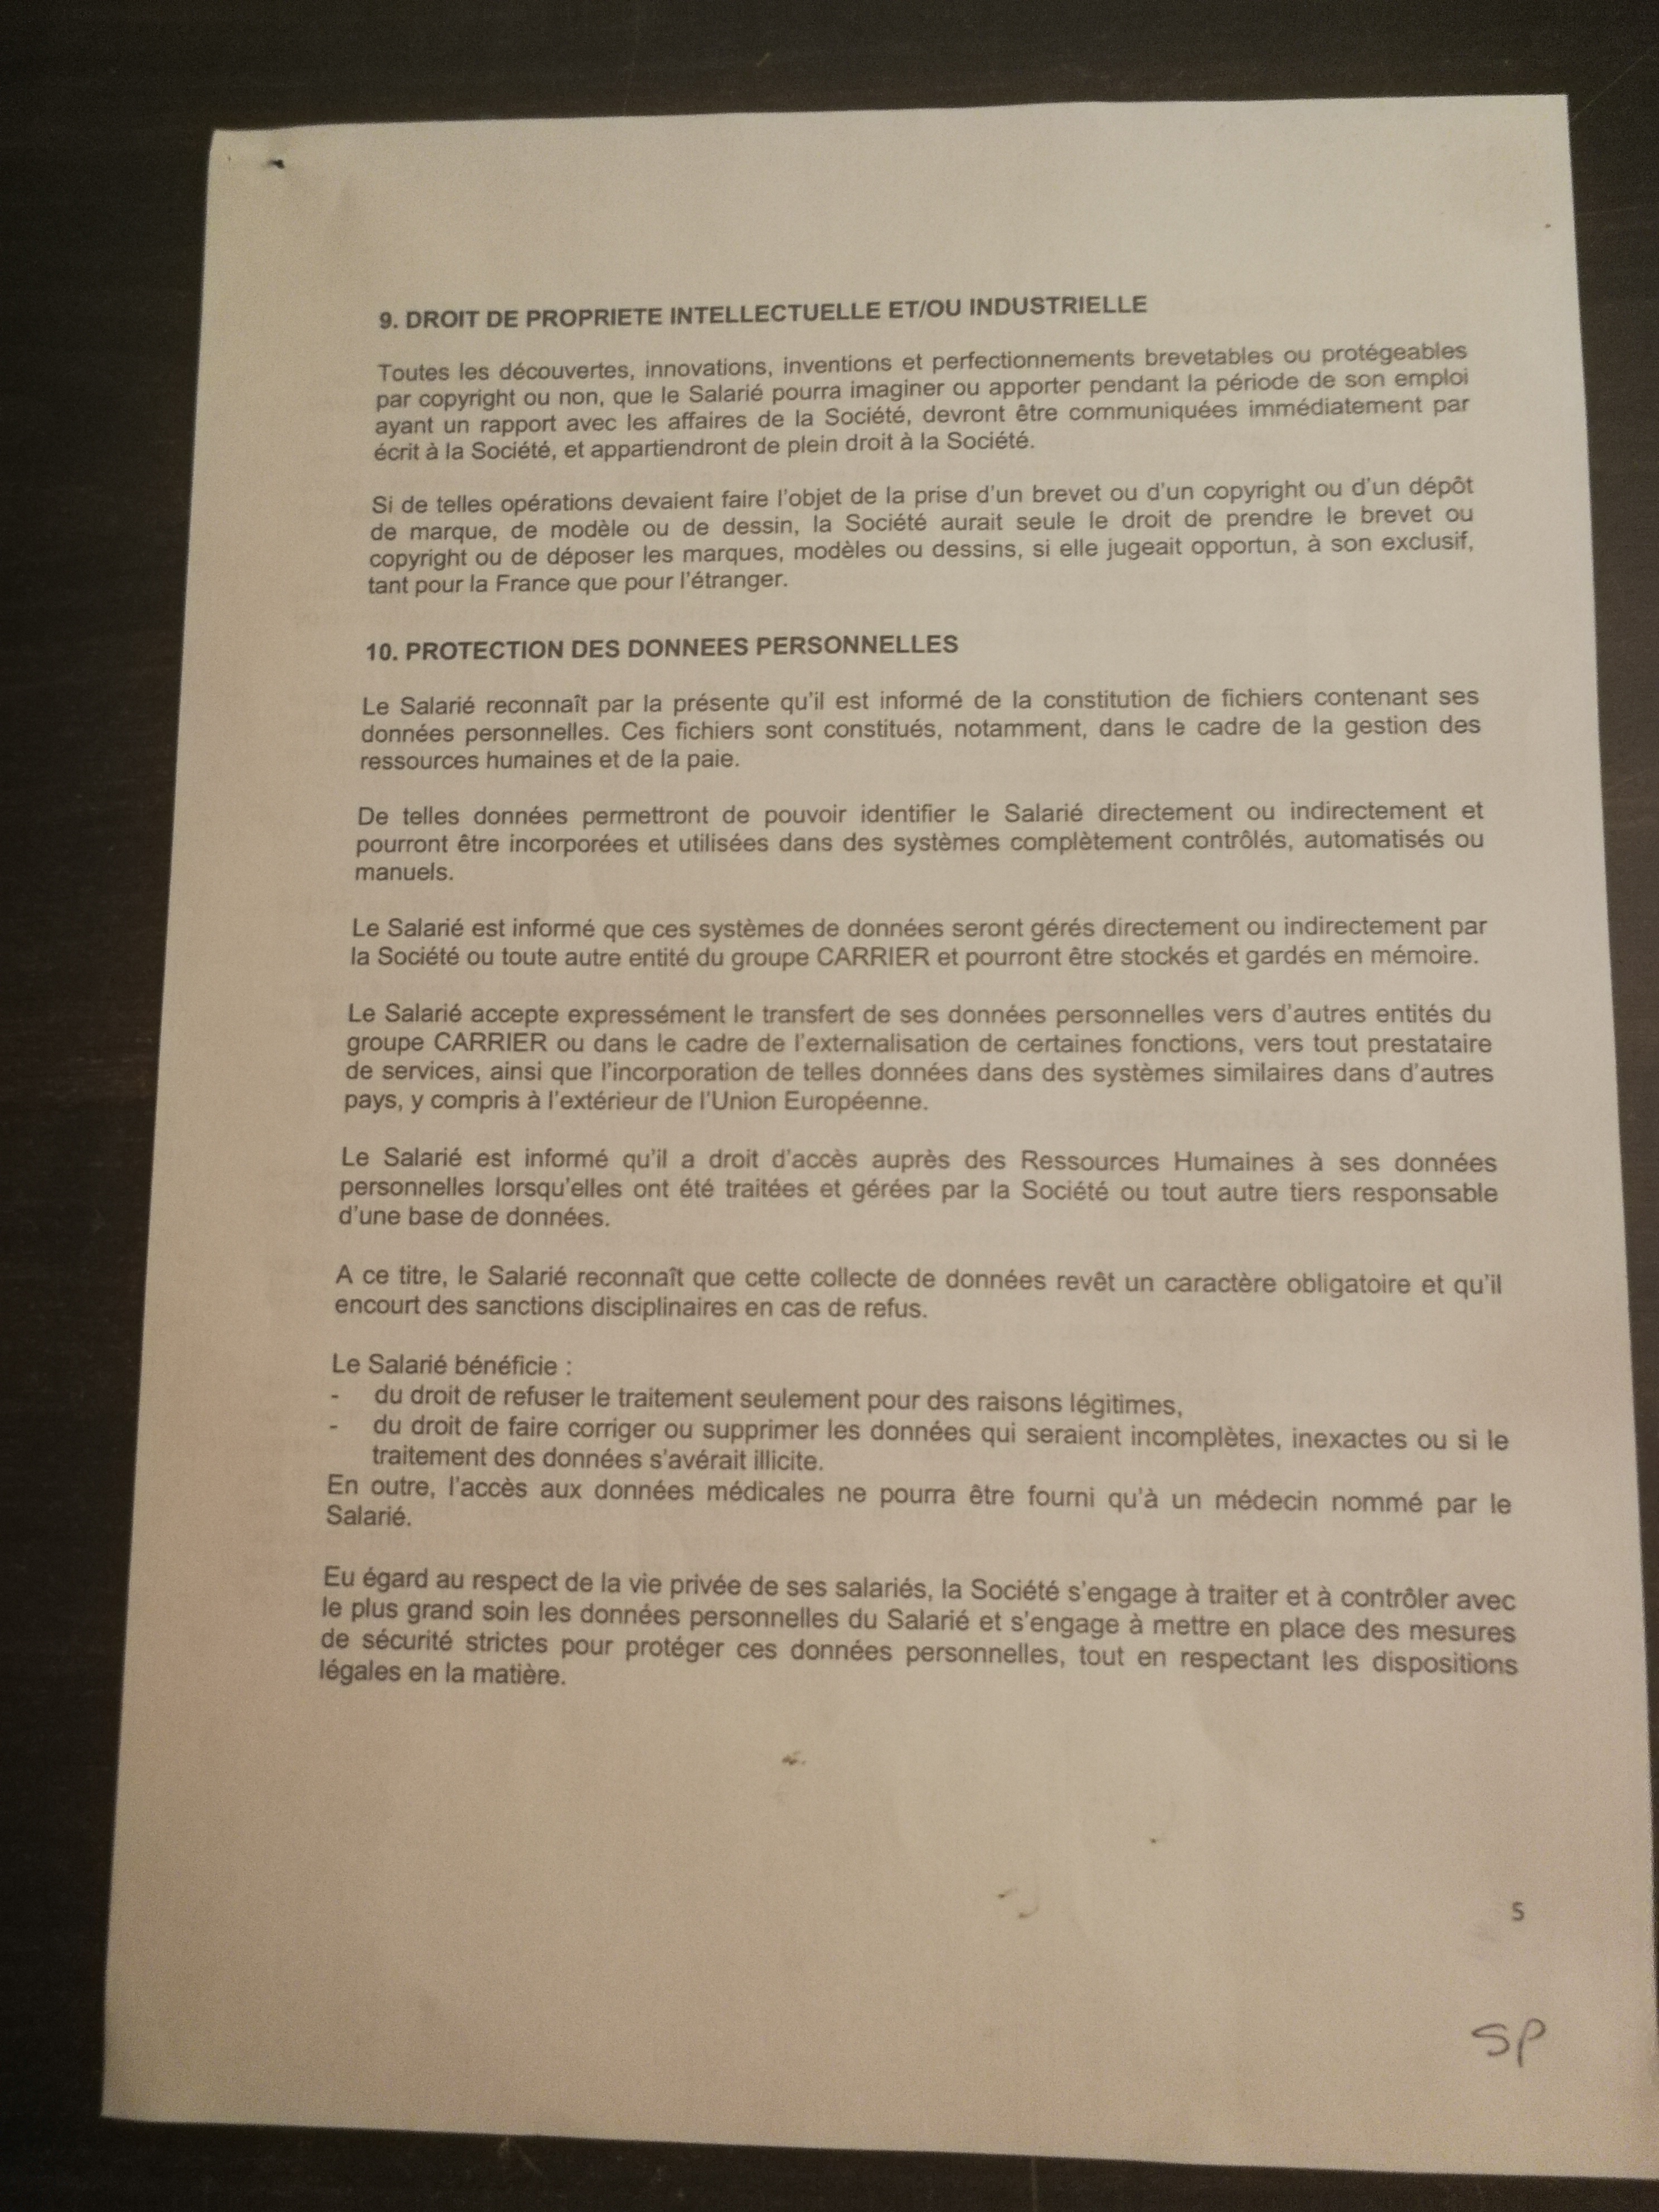 9. DROIT DE PROPRIETE INTELLECTUELLE ET/OU INDUSTRIELLE
Toutes les découvertes, innovations, inventions et perfectionnements brevetables ou protégeables
par copyright ou non, que le Salarié pourra imaginer ou apporter pendant la période de son emploi
ayant un rapport avec les affaires de la Société, devront être communiquées immédiatement par
écrit à la Société, et appartiendront de plein droit à la Société.
Si de telles opérations devaient faire l'objet de la prise d'un brevet ou d'un copyright ou d'un dépôt
de marque, de modèle ou de dessin, la Société aurait seule le droit de prendre le brevet ou
copyright ou de déposer les marques, modèles ou dessins, si elle jugeait opportun, à son exclusif,
tant pour la France que pour l'étranger.
10. PROTECTION DES DONNEES PERSONNELLES
Le Salarié reconnaît par la présente qu'il est informé de la constitution de fichiers contenant ses
données personnelles. Ces fichiers sont constitués, notamment, dans le cadre de la gestion des
ressources humaines et de la paie.
De telles données permettront de pouvoir identifier le Salarié directement ou indirectement et
pourront être incorporées et utilisées dans des systèmes complètement contrôlés, automatisés ou
manuels.
Le Salarié est informé que ces systèmes de données seront gérés directement ou indirectement par
la Société ou toute autre entité du groupe CARRIER et pourront être stockés et gardés en mémoire.
Le Salarié accepte expressément le transfert de ses données personnelles vers d'autres entités du
groupe CARRIER ou dans le cadre de l'externalisation de certaines fonctions, vers tout prestataire
de services, ainsi que l'incorporation de telles données dans des systèmes similaires dans d'autres
pays, y compris à l'extérieur de l'Union Européenne.
Le Salarié est informé qu'il a droit d'accès auprès des Ressources Humaines à ses données
personnelles lorsqu'elles ont été traitées et gérées par la Société ou tout autre tiers responsable
d'une base de données.
A ce titre, le Salarié reconnaît que cette collecte de données revêt un caractère obligatoire et qu'il
encourt des sanctions disciplinaires en cas de refus.
Le Salarié bénéficie :
- du droit de refuser le traitement seulement pour des raisons légitimes,
- du droit de faire corriger ou supprimer les données qui seraient incomplètes, inexactes ou si le
traitement des données s'avérait illicite.
En outre, l'accès aux données médicales ne pourra être fourni qu'à un médecin nommé par le
Salarié.
Eu égard au respect de la vie privée de ses salariés, la Société s'engage à traiter et à contrôler avec
le plus grand soin les données personnelles du Salarié et s'engage à mettre en place des mesures
de sécurité strictes pour protéger ces données personnelles, tout en respectant les dispositions
légales en la matière.
5
SP